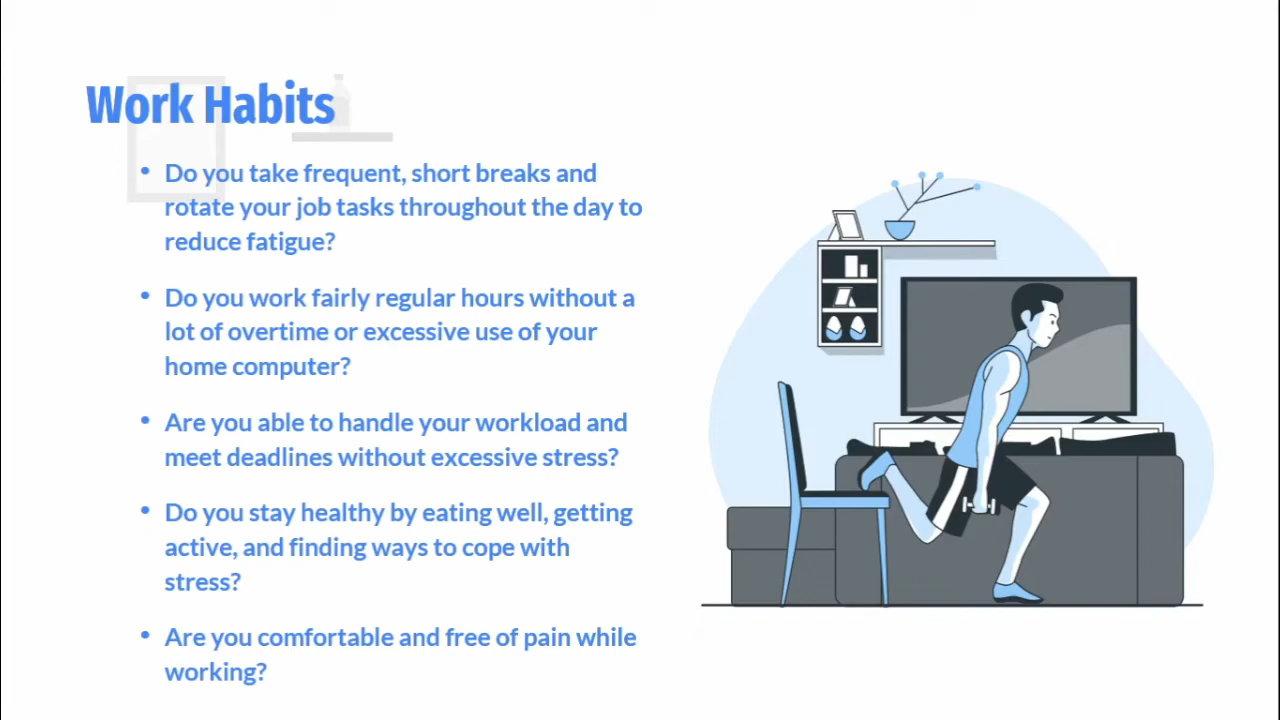 Work Habits
• Do you take frequent, short breaks and
rotate your job tasks throughout the day to
reduce fatigue?
• Do you work fairly regular hours without a
lot of overtime or excessive use of your
home computer?
• Are you able to handle your workload and
meet deadlines without excessive stress?
• Do you stay healthy by eating well, getting
active, and finding ways to cope with
stress?
• Are you comfortable and free of pain while
working?